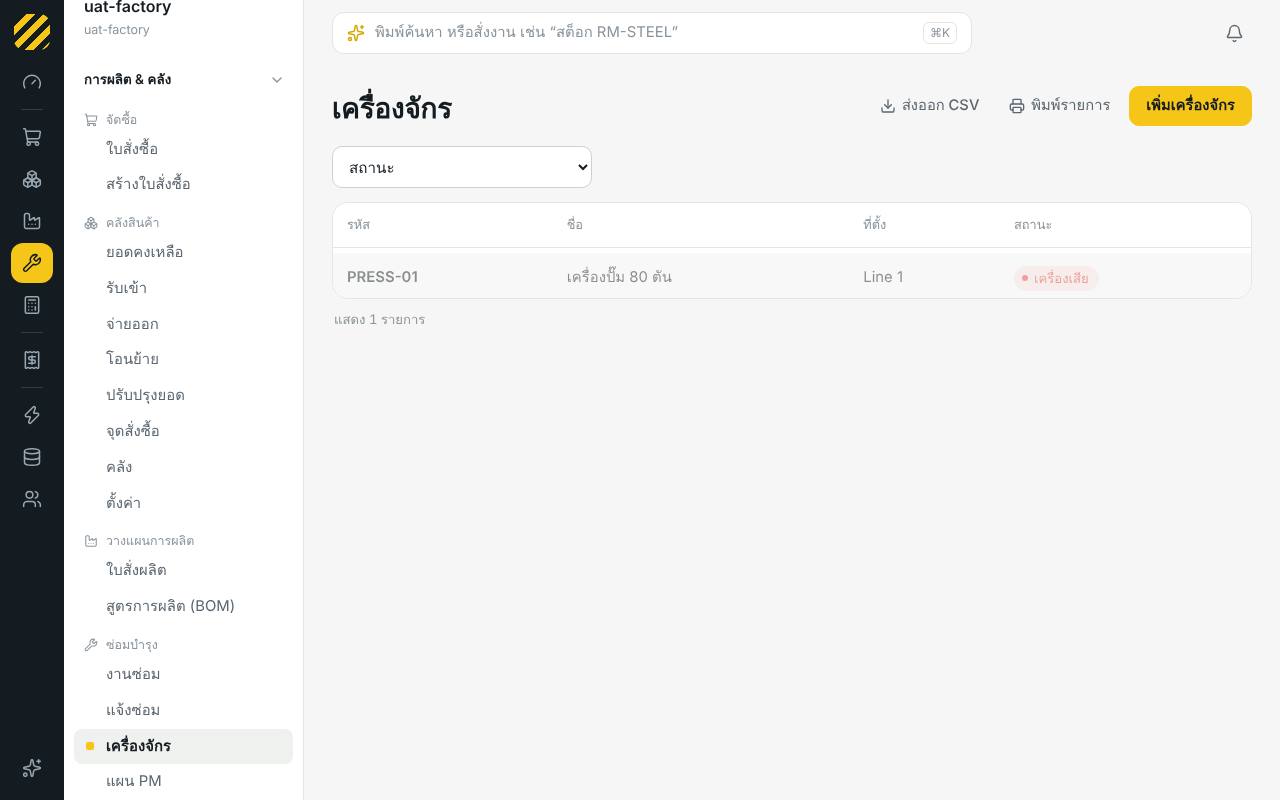 uat-factory
uat-factory
การผลิต & คลัง
จัดซื้อ
ใบสั่งซื้อ
สร้างใบสั่งซื้อ
คลังสินค้า
ยอดคงเหลือ
รับเข้า
จ่ายออก
โอนย้าย
ปรับปรุงยอด
จุดสั่งซื้อ
คลัง
ตั้งค่า
วางแผนการผลิต
ใบสั่งผลิต
สูตรการผลิต (BOM)
ซ่อมบำรุง
งานซ่อม
แจ้งซ่อม
เครื่องจักร
แผน PM
พิมพ์ค้นหา หรือสั่งงาน เช่น “สต็อก RM-STEEL” ⌘K
เครื่องจักร
ส่งออก CSV พิมพ์รายการ เพิ่มเครื่องจักร
สถานะ
รหัส ชื่อ ที่ตั้ง สถานะ
PRESS-01 เครื่องปั๊ม 80 ตัน Line 1 เครื่องเสีย
แสดง 1 รายการ